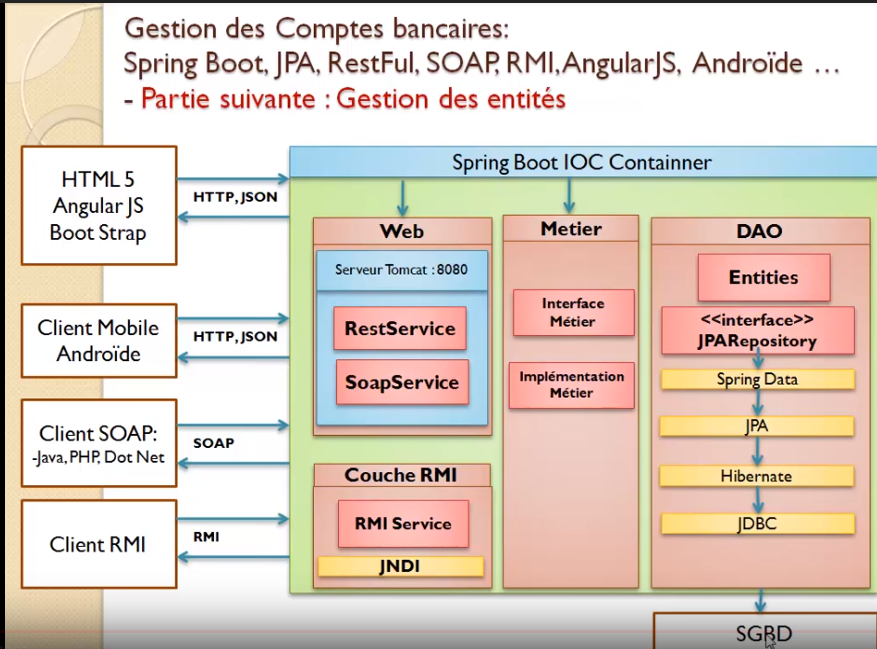 Gestion des Comptes bancaires:
Spring Boot, JPA, RestFul, SOAP, RMI,AngularJS, Androïde …
- Partie suivante : Gestion des entités
HTML 5
Angular JS
Boot Strap
HTTP, JSON
Client Mobile
Androïde
HTTP, JSON
Client SOAP:
-Java, PHP, Dot Net
SOAP
Client RMI
RMI
Spring Boot IOC Containner
Web
Serveur Tomcat : 8080
RestService
SoapService
Couche RMI
RMI Service
JNDI
Metier
Interface
Métier
Implémentation
Métier
DAO
Entities
<<interface>>
JPARepository
Spring Data
JPA
Hibernate
JDBC
SGBD